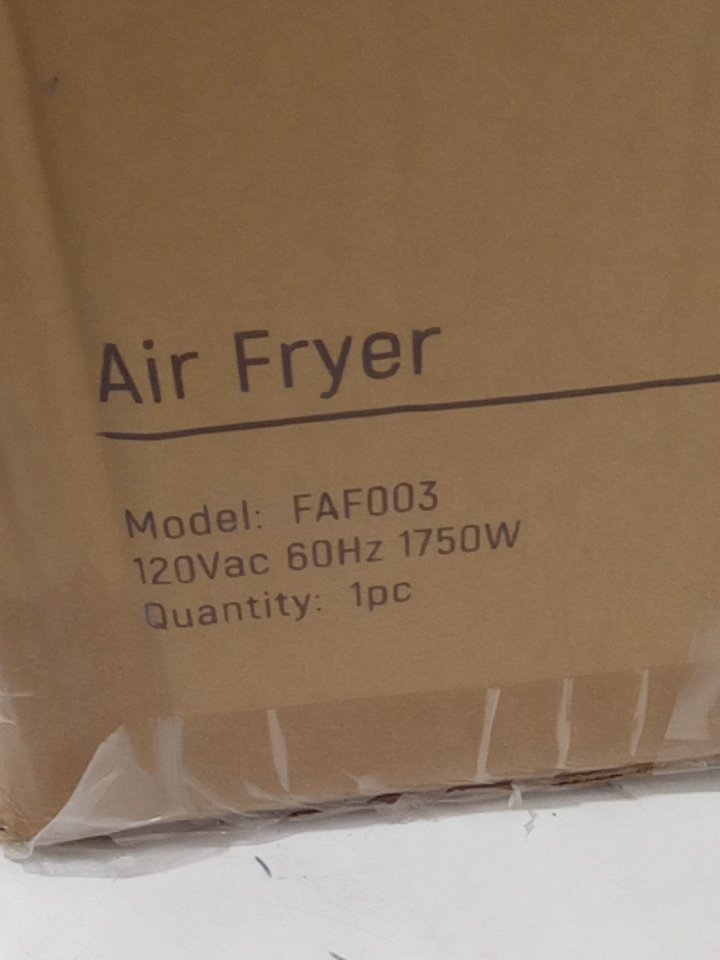 Air Fryer
Model: FAF003
120Vac 60Hz 1750W
Quantity: 1pc